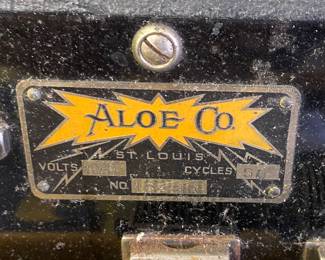 ALOE CO.
ST. LOUIS
VOLTS CYCLES
NO.